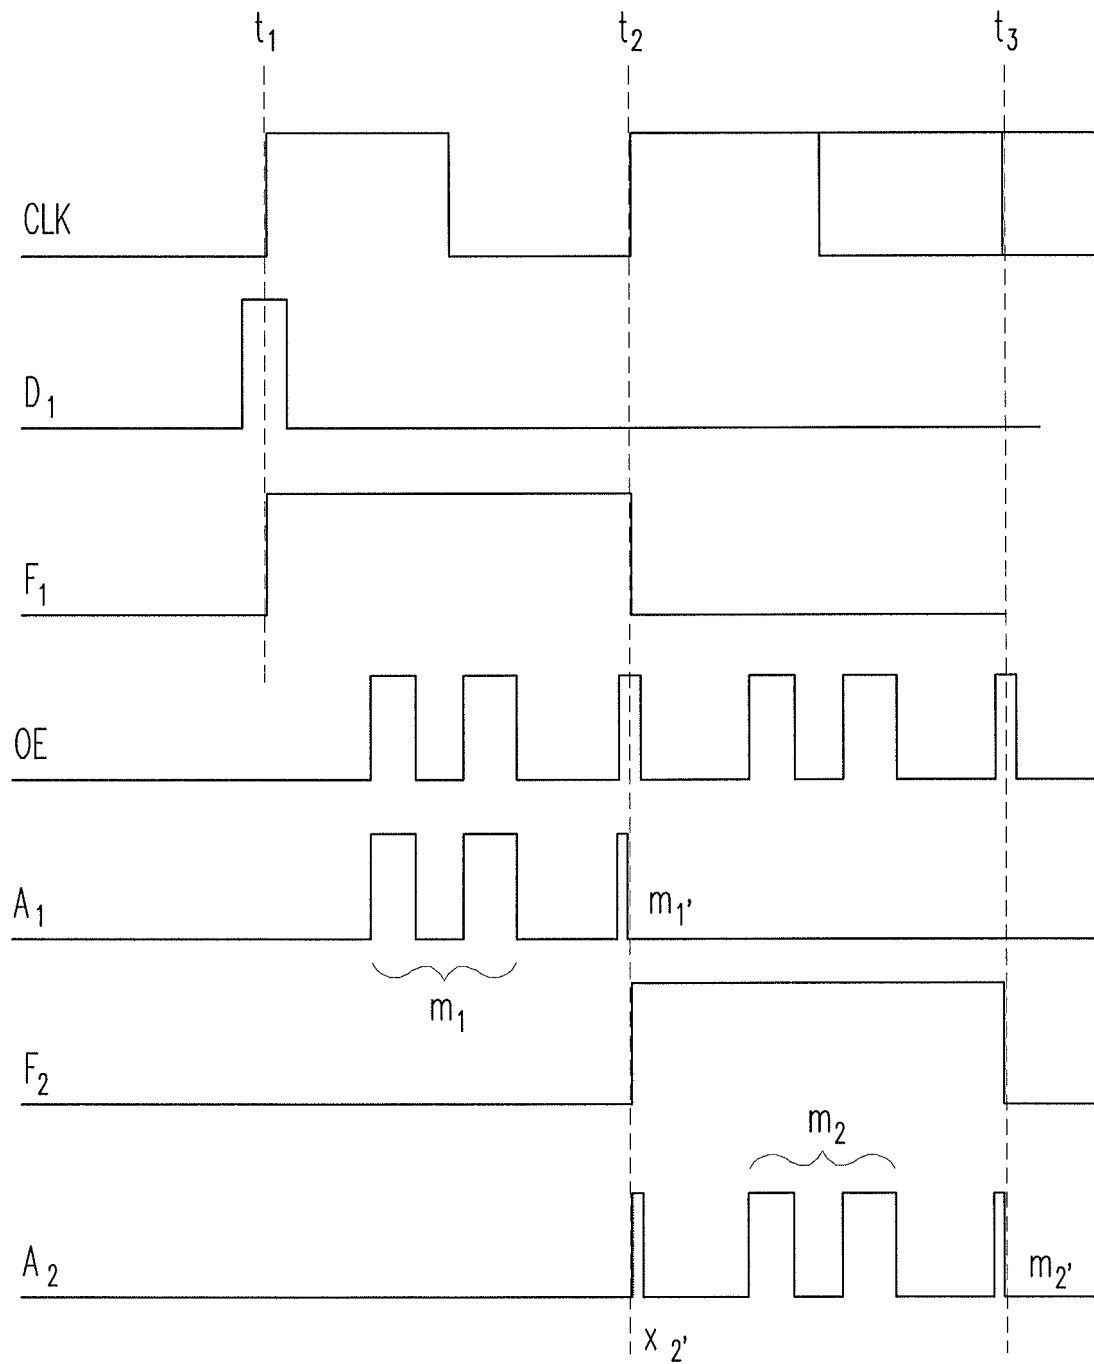 t₁ t₂ t₃
CLK
D₁
F₁
OE
A₁ m₁'
m₁
F₂
m₂
A₂ m₂'
x₂'